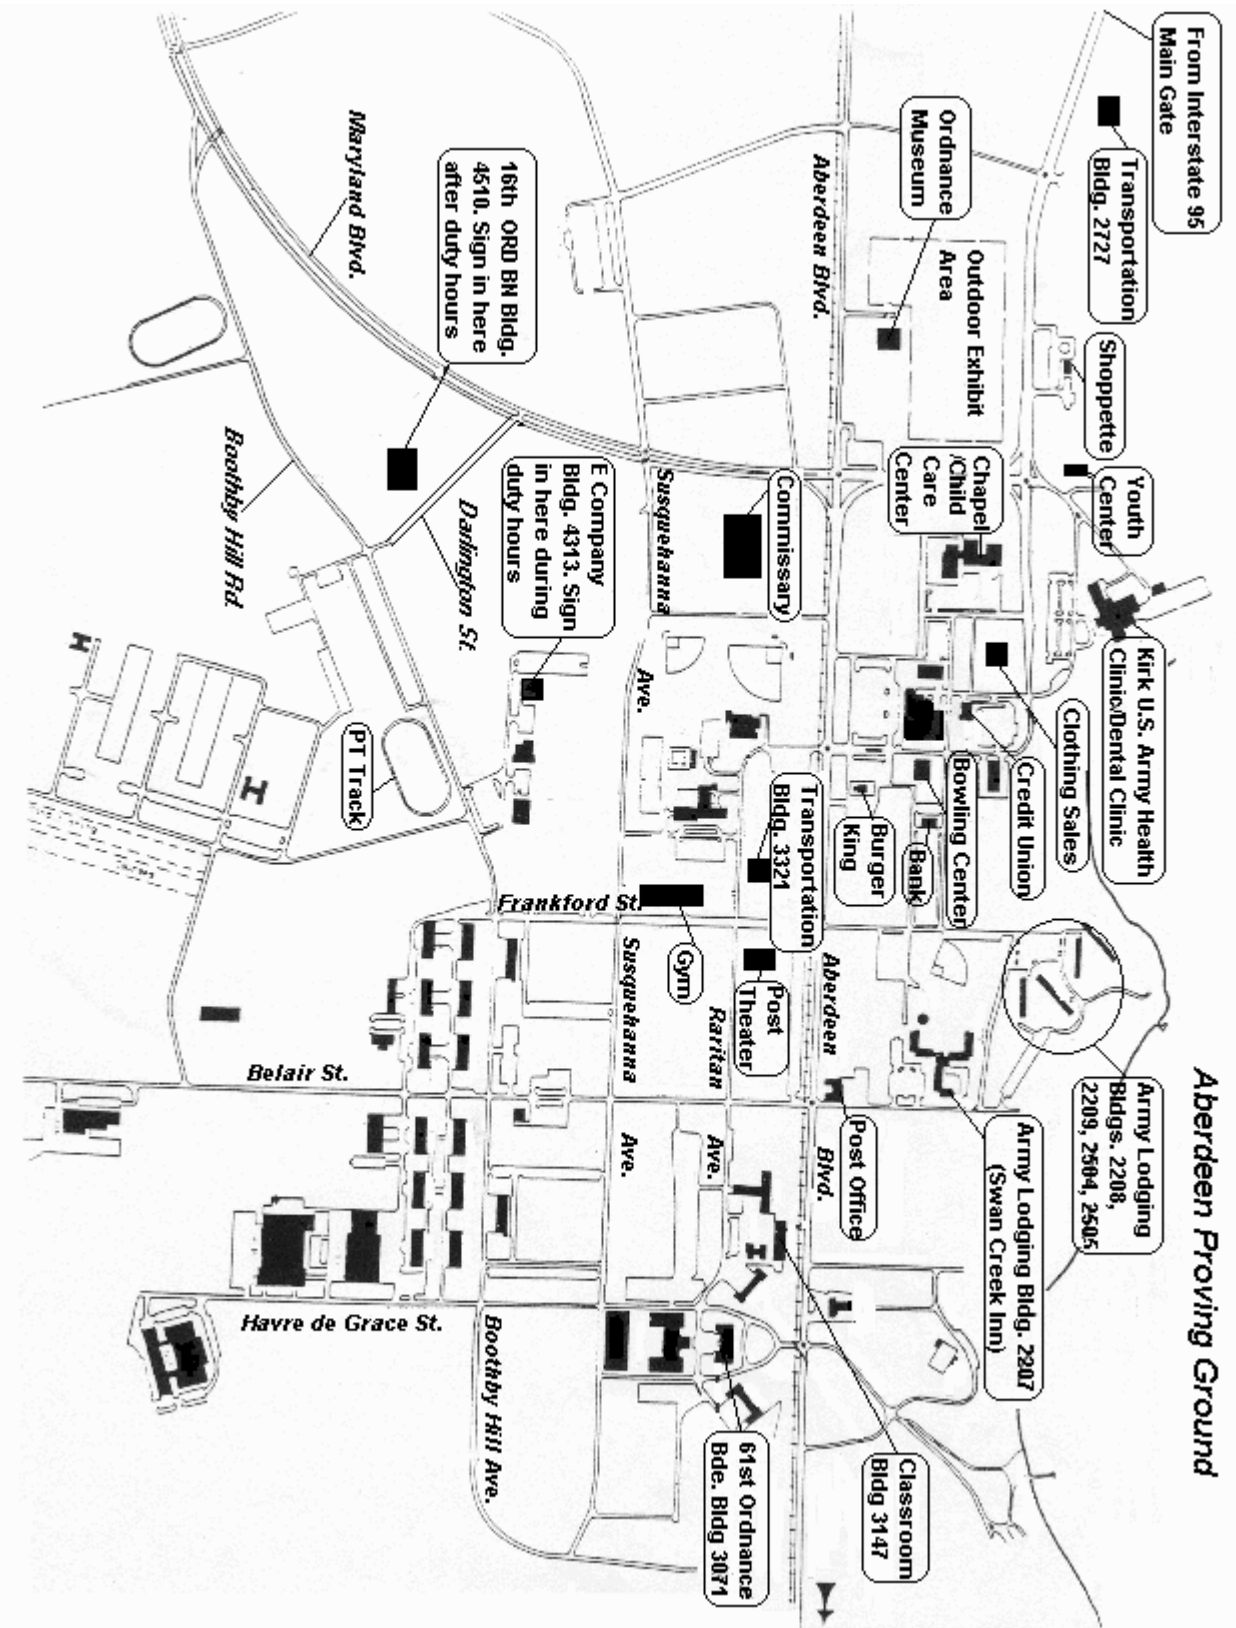 Aberdeen Proving Ground
From Interstate 95
Main Gate
Transportation
Bldg. 2727
Shoppette
Youth
Center
Kirk U.S. Army Health
Clinic/Dental Clinic
Clothing Sales
Credit Union
Bowling Center
Bank
Burger
King
Ordnance
Museum
Outdoor Exhibit
Area
Chapel
/Child
Care
Center
Aberdeen Blvd.
Commissary
Transportation
Bldg. 3321
Army Lodging
Bldgs. 2208,
2209, 2504, 2505
Army Lodging Bldg. 2207
(Swan Creek Inn)
Post Office
Classroom
Bldg 3147
61st Ordnance
Bde. Bldg 3071
Aberdeen
Blvd.
Post
Theater
Raritan
Ave.
Gym
Susquehanna
Ave.
Susquehanna
Ave.
Frankford St.
Maryland Blvd.
16th ORD BN Bldg.
4510. Sign in here
after duty hours
E Company
Bldg. 4313. Sign
in here during
duty hours
Darlington St.
Boothby Hill Rd.
PT Track
Belair St.
Havre de Grace St.
Boothby Hill Ave.